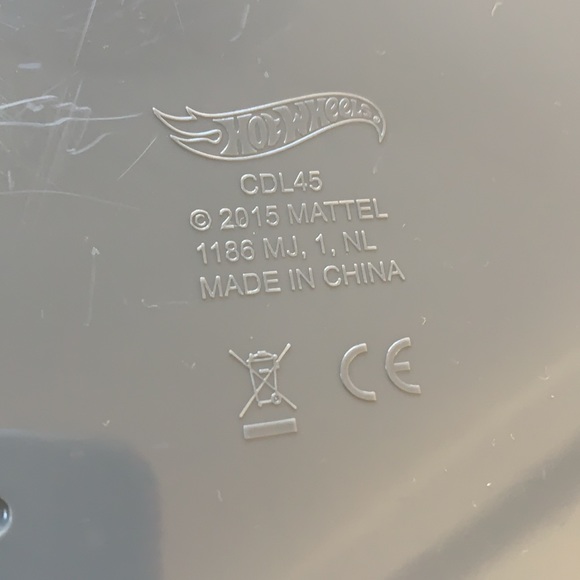 HOT WHEELS
CDL45
© 2015 MATTEL
1186 MJ, 1, NL
MADE IN CHINA
CE